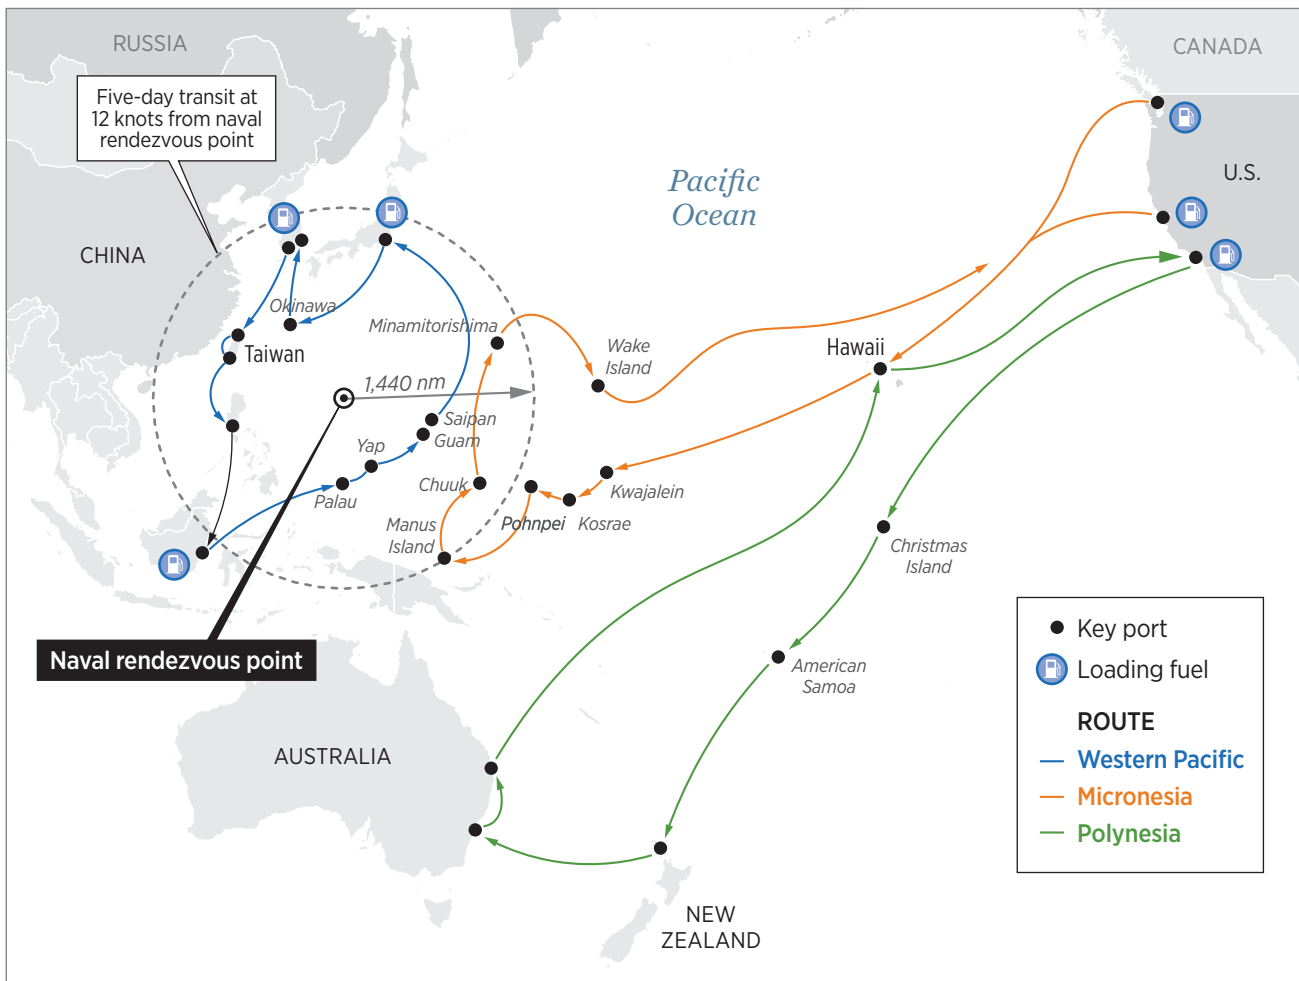 RUSSIA
CANADA
Five-day transit at
12 knots from naval
rendezvous point
Pacific
Ocean
U.S.
CHINA
Okinawa
Minamitorishima
Taiwan
Wake
Island
Hawaii
1,440 nm
Saipan
Guam
Yap
Palau
Chuuk
Kwajalein
Pohnpei
Kosrae
Manus
Island
Christmas
Island
Naval rendezvous point
American
Samoa
AUSTRALIA
NEW
ZEALAND
Key port
Loading fuel
ROUTE
Western Pacific
Micronesia
Polynesia